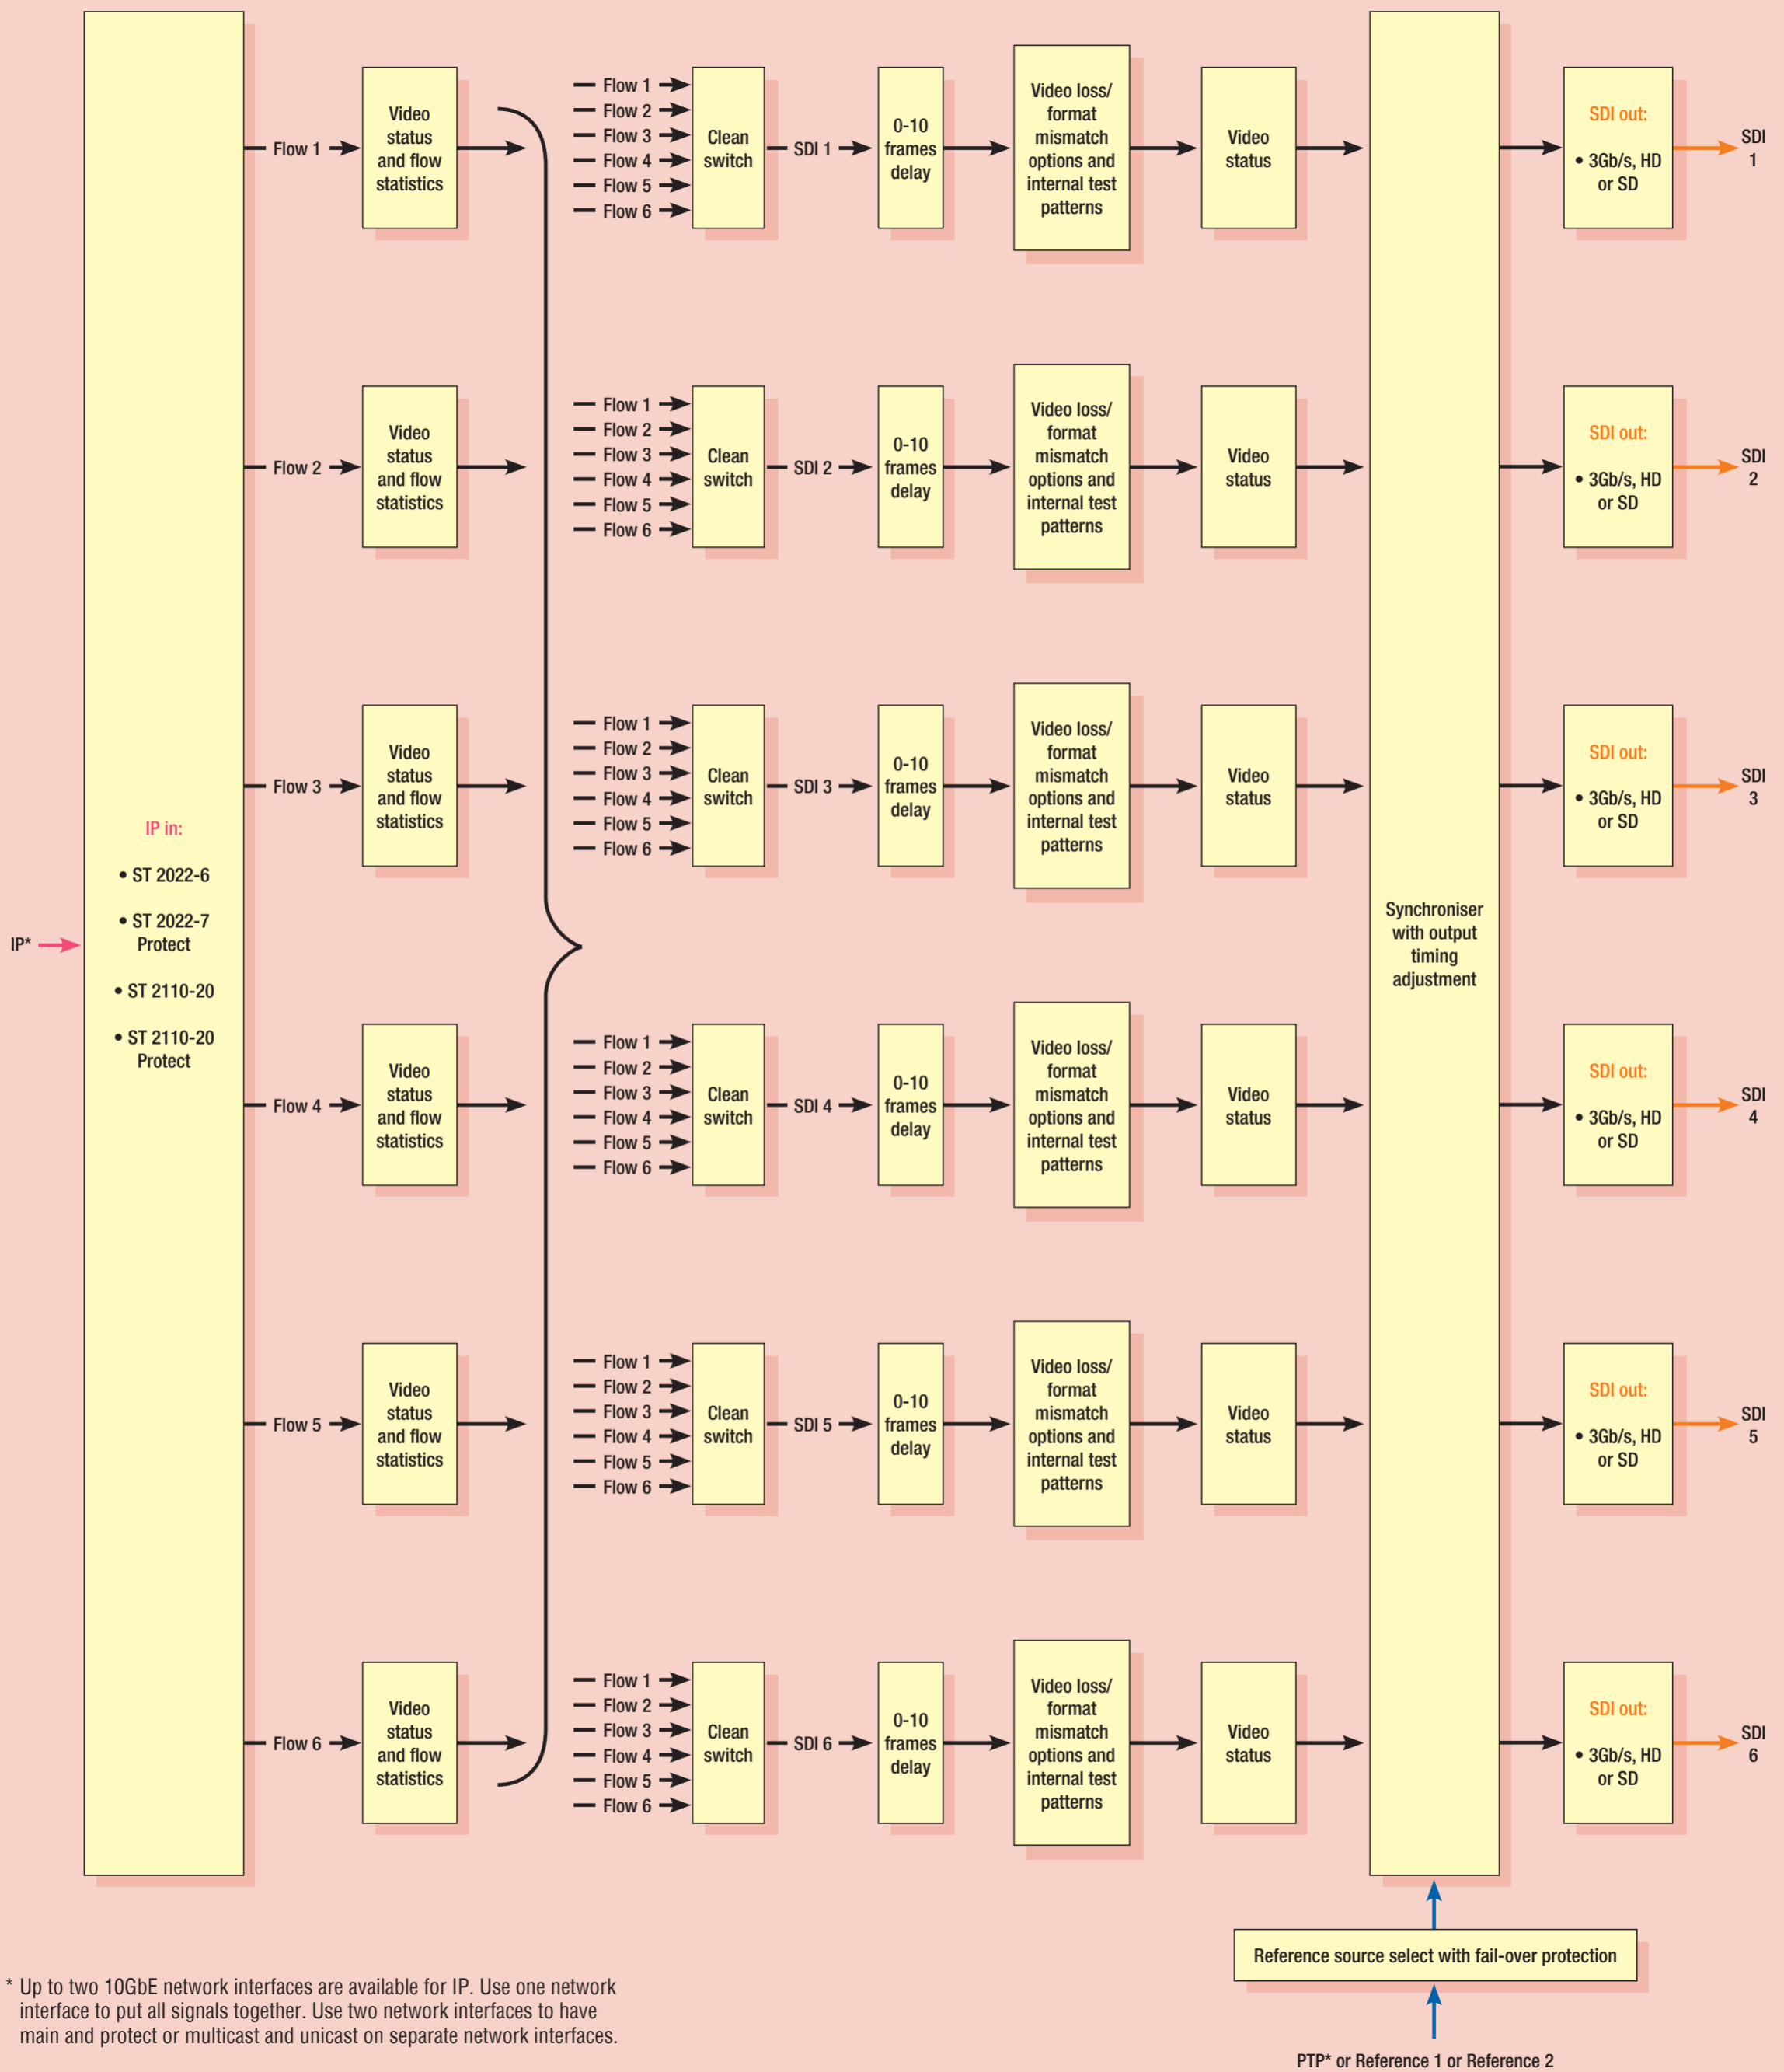 IP*
IP in:
• ST 2022-6
• ST 2022-7
Protect
• ST 2110-20
• ST 2110-20
Protect
Flow 1
Video
status
and flow
statistics
Flow 1
Flow 2
Flow 3
Flow 4
Flow 5
Flow 6
Clean
switch
SDI 1
0-10
frames
delay
Video loss/
format
mismatch
options and
internal test
patterns
Video
status
SDI out:
• 3Gb/s, HD
or SD
SDI
1
Flow 2
Video
status
and flow
statistics
Flow 1
Flow 2
Flow 3
Flow 4
Flow 5
Flow 6
Clean
switch
SDI 2
0-10
frames
delay
Video loss/
format
mismatch
options and
internal test
patterns
Video
status
SDI out:
• 3Gb/s, HD
or SD
SDI
2
Flow 3
Video
status
and flow
statistics
Flow 1
Flow 2
Flow 3
Flow 4
Flow 5
Flow 6
Clean
switch
SDI 3
0-10
frames
delay
Video loss/
format
mismatch
options and
internal test
patterns
Video
status
SDI out:
• 3Gb/s, HD
or SD
SDI
3
Synchroniser
with output
timing
adjustment
Flow 4
Video
status
and flow
statistics
Flow 1
Flow 2
Flow 3
Flow 4
Flow 5
Flow 6
Clean
switch
SDI 4
0-10
frames
delay
Video loss/
format
mismatch
options and
internal test
patterns
Video
status
SDI out:
• 3Gb/s, HD
or SD
SDI
4
Flow 5
Video
status
and flow
statistics
Flow 1
Flow 2
Flow 3
Flow 4
Flow 5
Flow 6
Clean
switch
SDI 5
0-10
frames
delay
Video loss/
format
mismatch
options and
internal test
patterns
Video
status
SDI out:
• 3Gb/s, HD
or SD
SDI
5
Flow 6
Video
status
and flow
statistics
Flow 1
Flow 2
Flow 3
Flow 4
Flow 5
Flow 6
Clean
switch
SDI 6
0-10
frames
delay
Video loss/
format
mismatch
options and
internal test
patterns
Video
status
SDI out:
• 3Gb/s, HD
or SD
SDI
6
Reference source select with fail-over protection
PTP* or Reference 1 or Reference 2
* Up to two 10GbE network interfaces are available for IP. Use one network
interface to put all signals together. Use two network interfaces to have
main and protect or multicast and unicast on separate network interfaces.